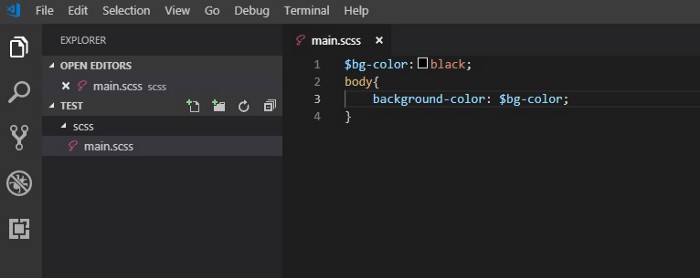 File Edit Selection View Go Debug Terminal Help
EXPLORER
OPEN EDITORS
main.scss scss
TEST
scss
main.scss
main.scss
1 $bg-color: black;
2 body{
3 background-color: $bg-color;
4 }